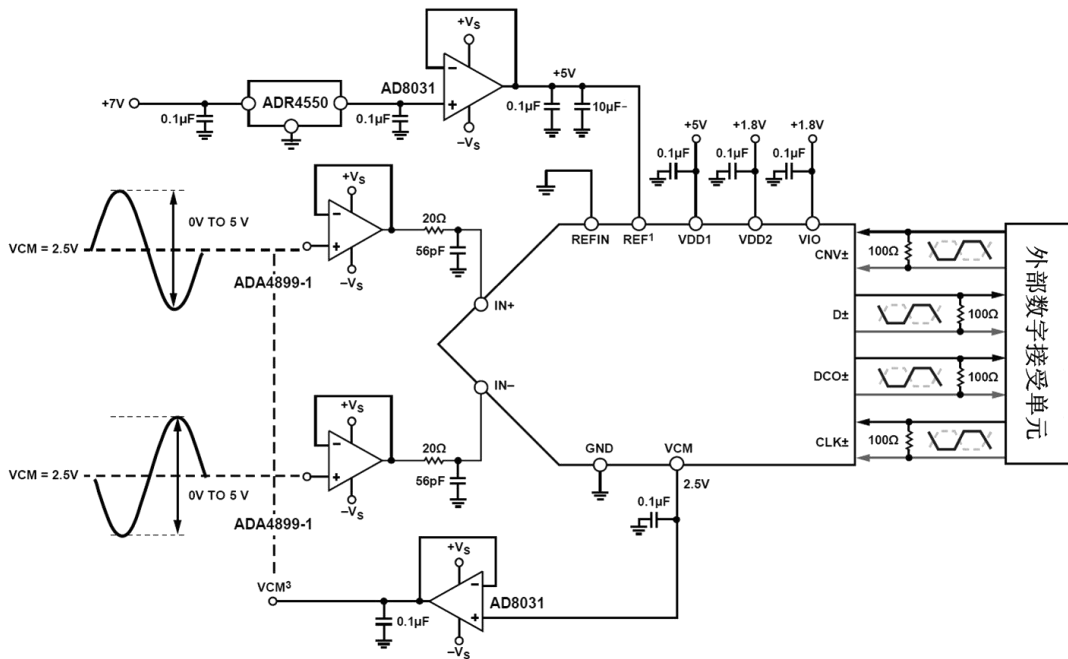 +VS
AD8031
−VS
+7V
0.1µF
ADR4550
0.1µF
+5V
0.1µF
10µF−
+5V
+1.8V
+1.8V
0.1µF
0.1µF
0.1µF
REFIN
REF1
VDD1
VDD2
VIO
0V TO 5 V
VCM = 2.5V
+VS
−VS
ADA4899-1
20Ω
56pF
IN+
CNV±
100Ω
D±
100Ω
DCO±
100Ω
CLK±
100Ω
外部数字接受单元
IN−
VCM = 2.5V
0V TO 5 V
+VS
−VS
ADA4899-1
20Ω
56pF
GND
VCM
2.5V
0.1µF
VCM3
0.1µF
+VS
−VS
AD8031